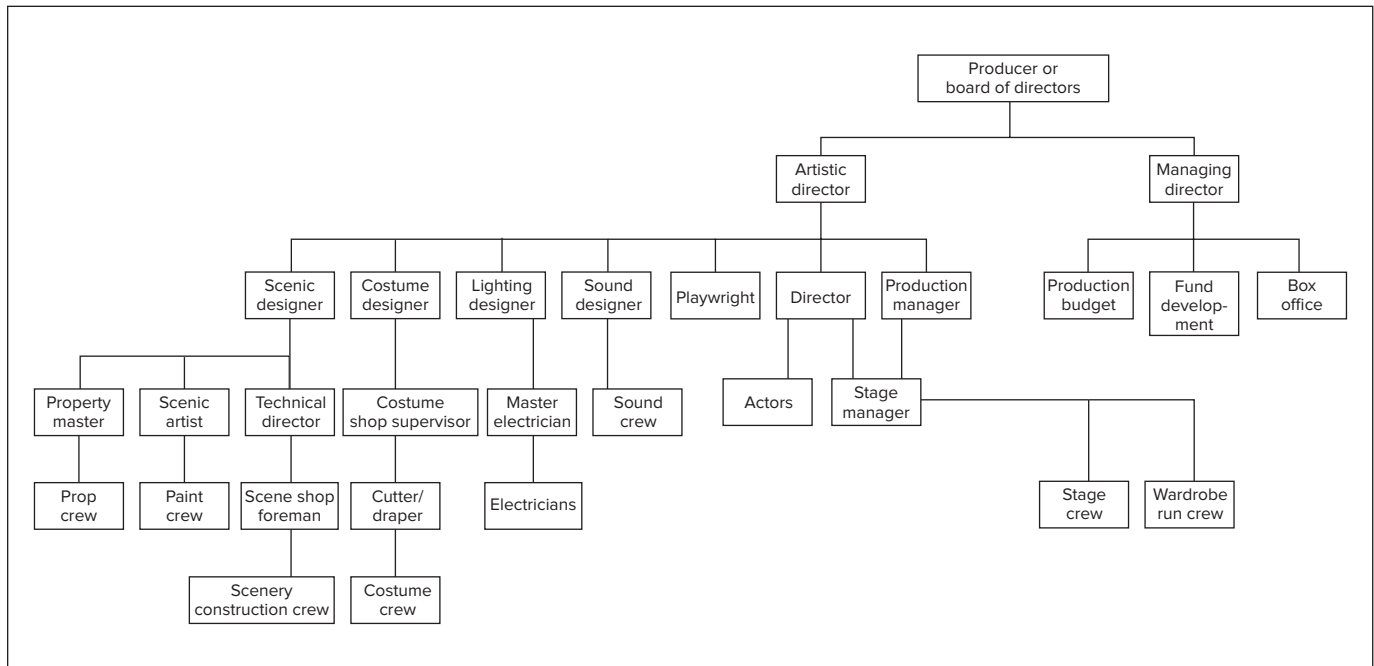 Producer or
board of directors
Artistic
director
Managing
director
Scenic
designer
Costume
designer
Lighting
designer
Sound
designer
Playwright
Director
Production
manager
Production
budget
Fund
develop-
ment
Box
office
Property
master
Scenic
artist
Technical
director
Costume
shop supervisor
Master
electrician
Sound
crew
Actors
Stage
manager
Prop
crew
Paint
crew
Scene shop
foreman
Cutter/
draper
Electricians
Stage
crew
Wardrobe
run crew
Scenery
construction crew
Costume
crew